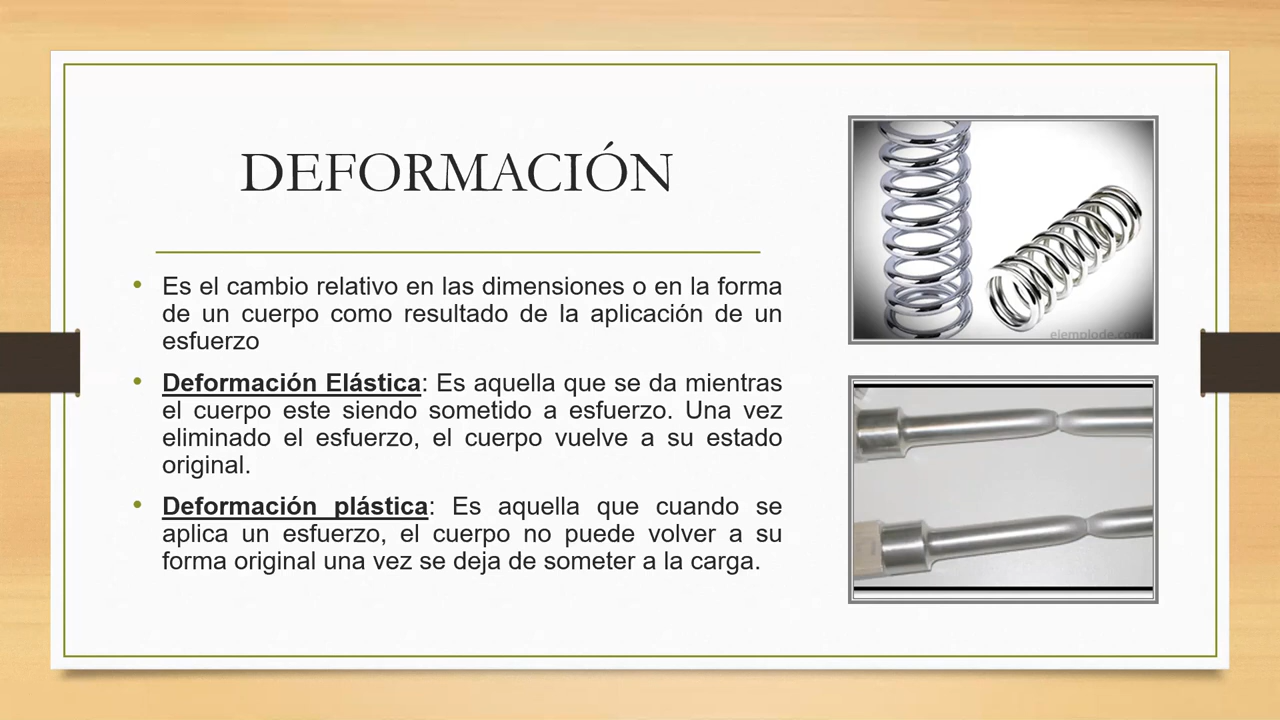 DEFORMACIÓN
• Es el cambio relativo en las dimensiones o en la forma
de un cuerpo como resultado de la aplicación de un
esfuerzo
• Deformación Elástica: Es aquella que se da mientras
el cuerpo este siendo sometido a esfuerzo. Una vez
eliminado el esfuerzo, el cuerpo vuelve a su estado
original.
• Deformación plástica: Es aquella que cuando se
aplica un esfuerzo, el cuerpo no puede volver a su
forma original una vez se deja de someter a la carga.
ejemplode.com